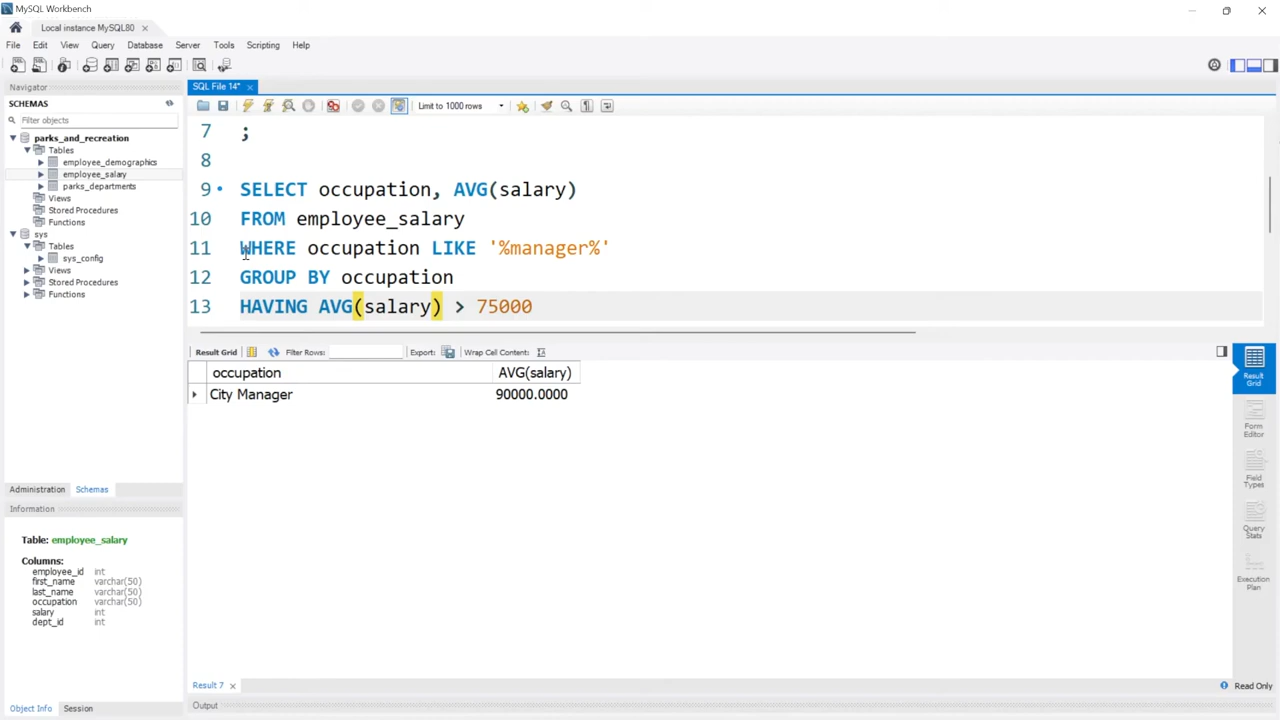 MySQL Workbench
Local instance MySQL80
File Edit View Query Database Server Tools Scripting Help
Navigator
SCHEMAS
Filter objects
parks_and_recreation
Tables
employee_demographics
employee_salary
parks_departments
Views
Stored Procedures
Functions
sys
Tables
sys_config
Views
Stored Procedures
Functions
Administration Schemas
Information
Table: employee_salary
Columns:
employee_id int
first_name varchar(50)
last_name varchar(50)
occupation varchar(50)
salary int
dept_id int
Object Info Session
SQL File 14*
Limit to 1000 rows
7 ;
8
9 SELECT occupation, AVG(salary)
10 FROM employee_salary
11 WHERE occupation LIKE '%manager%'
12 GROUP BY occupation
13 HAVING AVG(salary) > 75000
Result Grid Filter Rows: Export: Wrap Cell Content:
occupation AVG(salary)
City Manager 90000.0000
Result Grid
Form Editor
Field Types
Query Stats
Execution Plan
Result 7
Read Only
Output